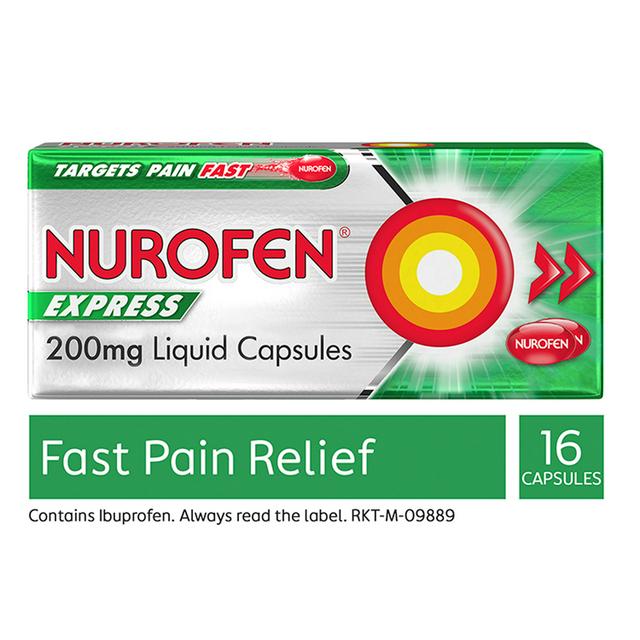 TARGETS PAIN FAST
NUROFEN
NUROFEN®
EXPRESS
200mg Liquid Capsules
NUROFEN N
Fast Pain Relief
16
CAPSULES
Contains Ibuprofen. Always read the label. RKT-M-09889